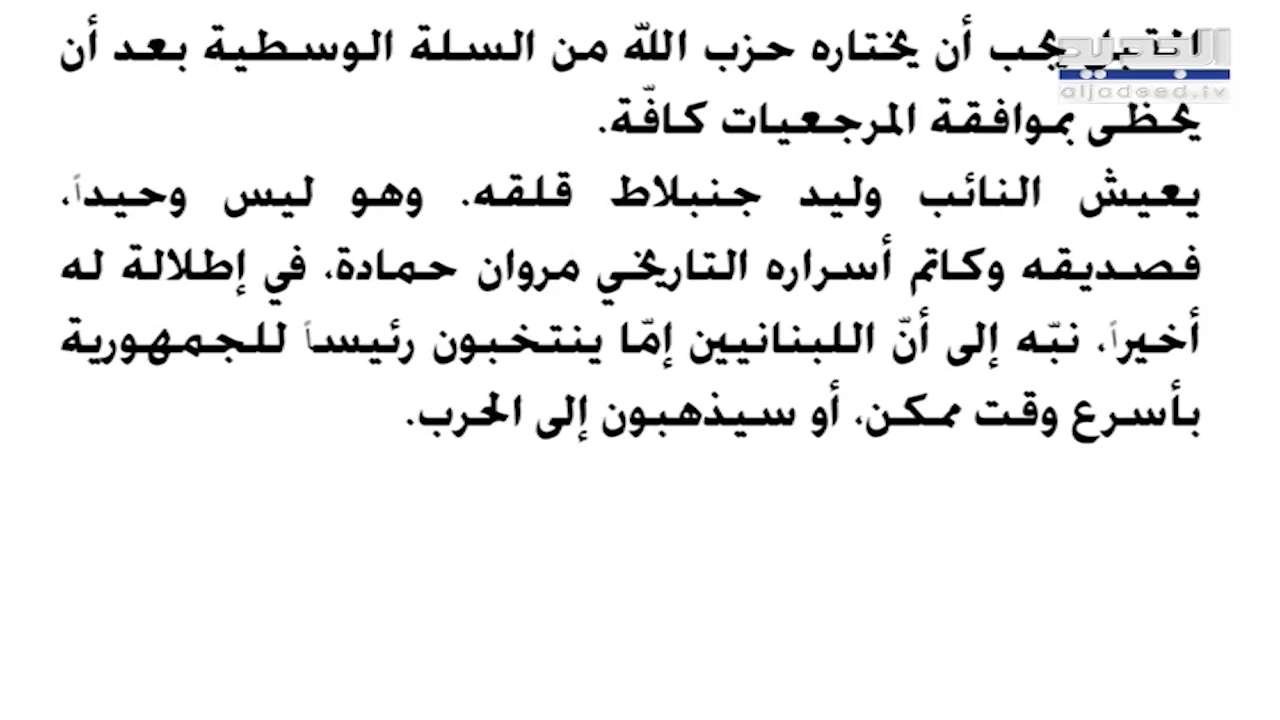 المقبل يجب أن يختاره حزب الله من السلة الوسطية بعد أن
يحظى بموافقة المرجعيات كافّة.
يعيش النائب وليد جنبلاط قلقه. وهو ليس وحيداً،
فصديقه وكاتم أسراره التاريخي مروان حمادة، في إطلالة له
أخيراً، نبّه إلى أنّ اللبنانيين إمّا ينتخبون رئيساً للجمهورية
بأسرع وقت ممكن، أو سيذهبون إلى الحرب.
الجديد
aljadeed.tv